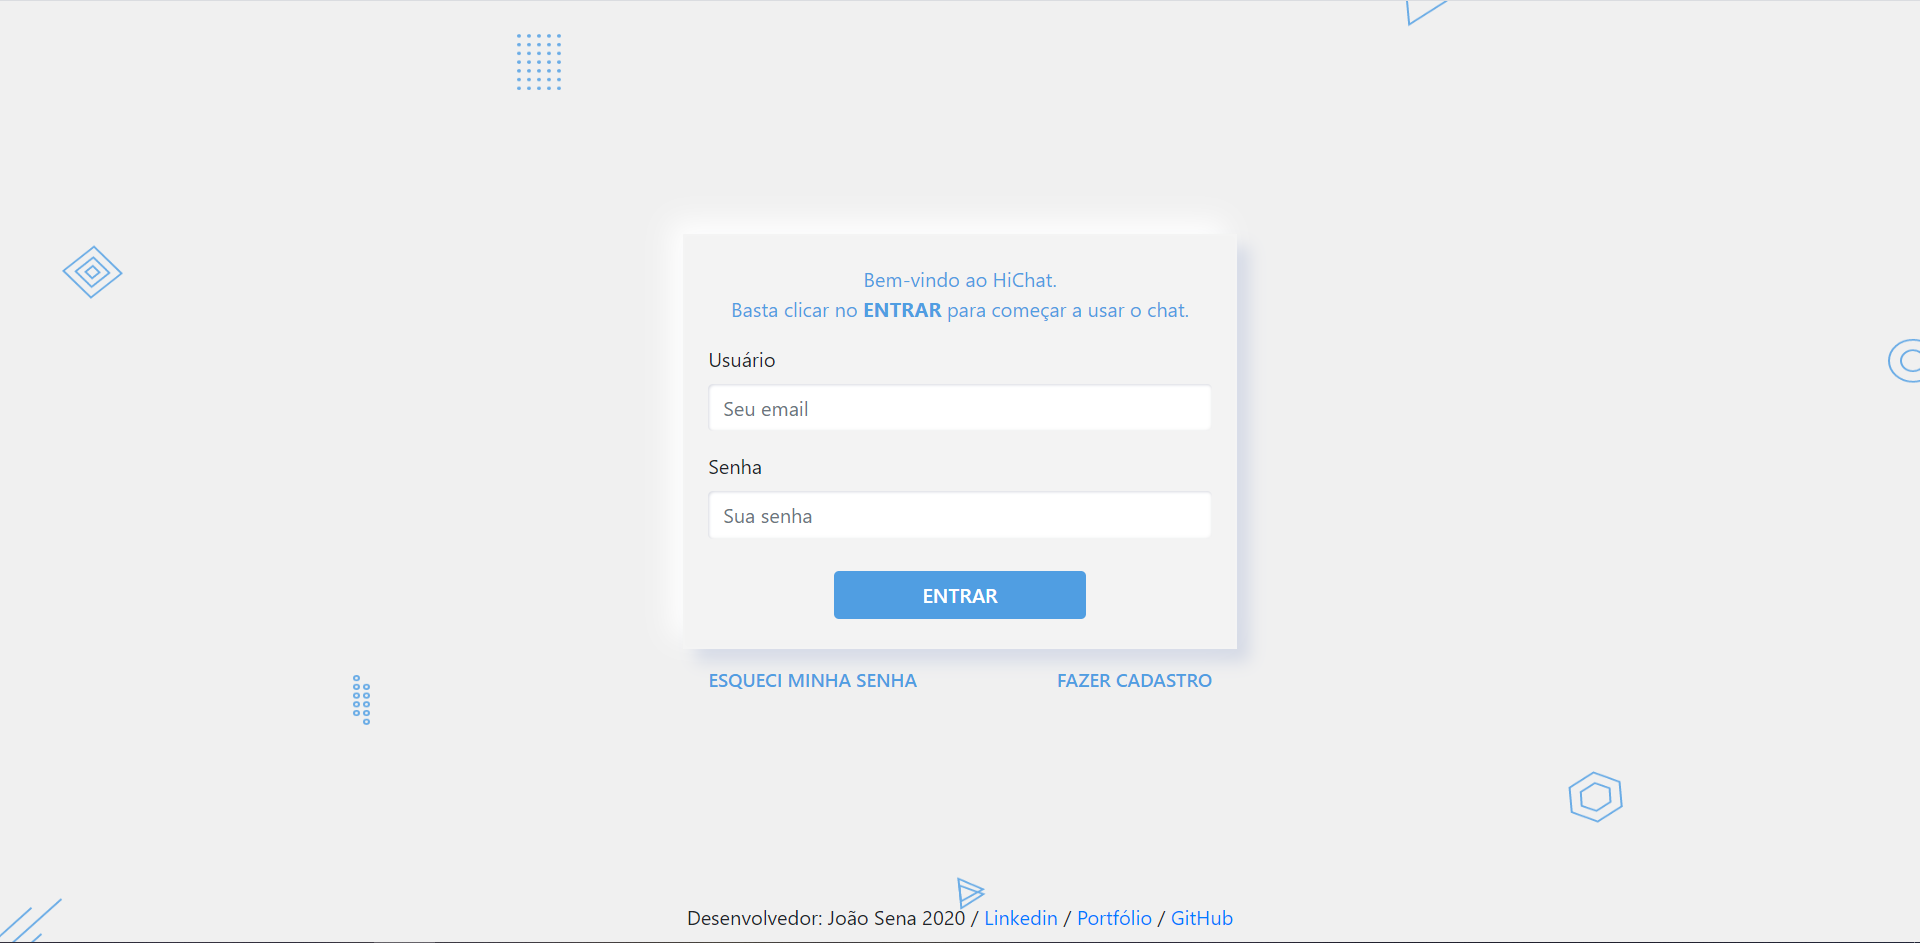 Bem-vindo ao HiChat.
Basta clicar no ENTRAR para começar a usar o chat.
Usuário
Seu email
Senha
Sua senha
ENTRAR
ESQUECI MINHA SENHA
FAZER CADASTRO
Desenvolvedor: João Sena 2020 / Linkedin / Portfólio / GitHub